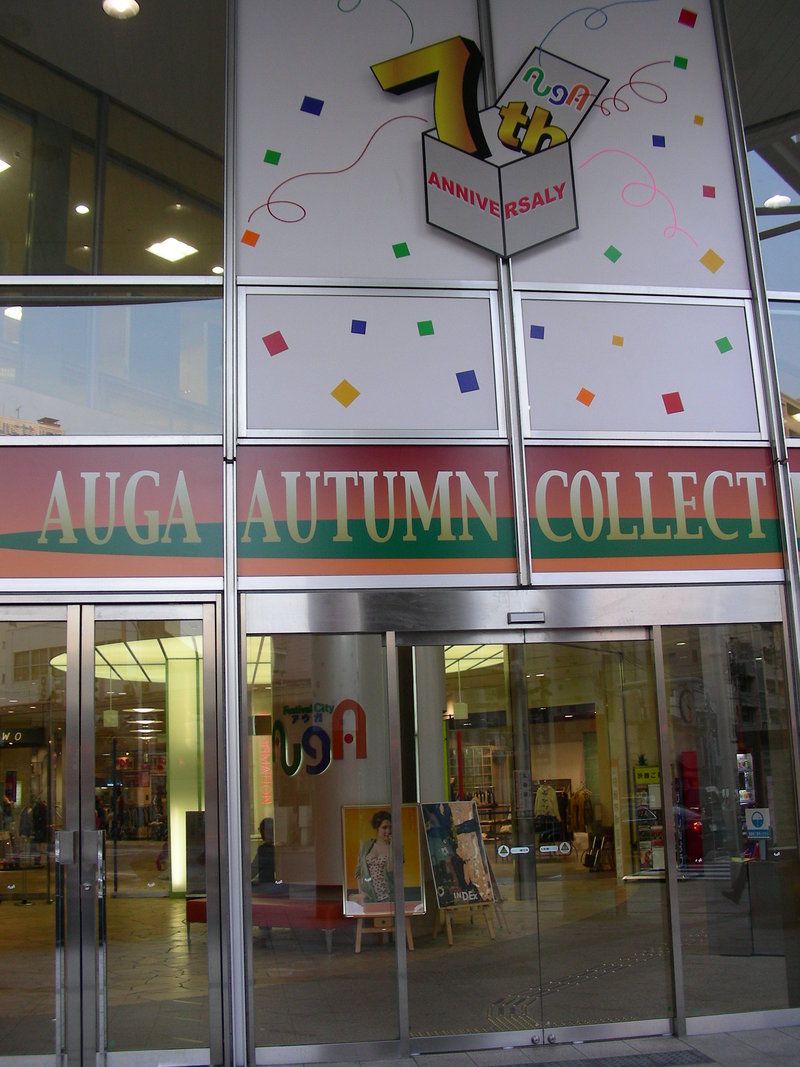 7th
AUGA
ANNIVERSALY
AUGA AUTUMN COLLECT
Festival City
アウガ
AUGA
INDEX